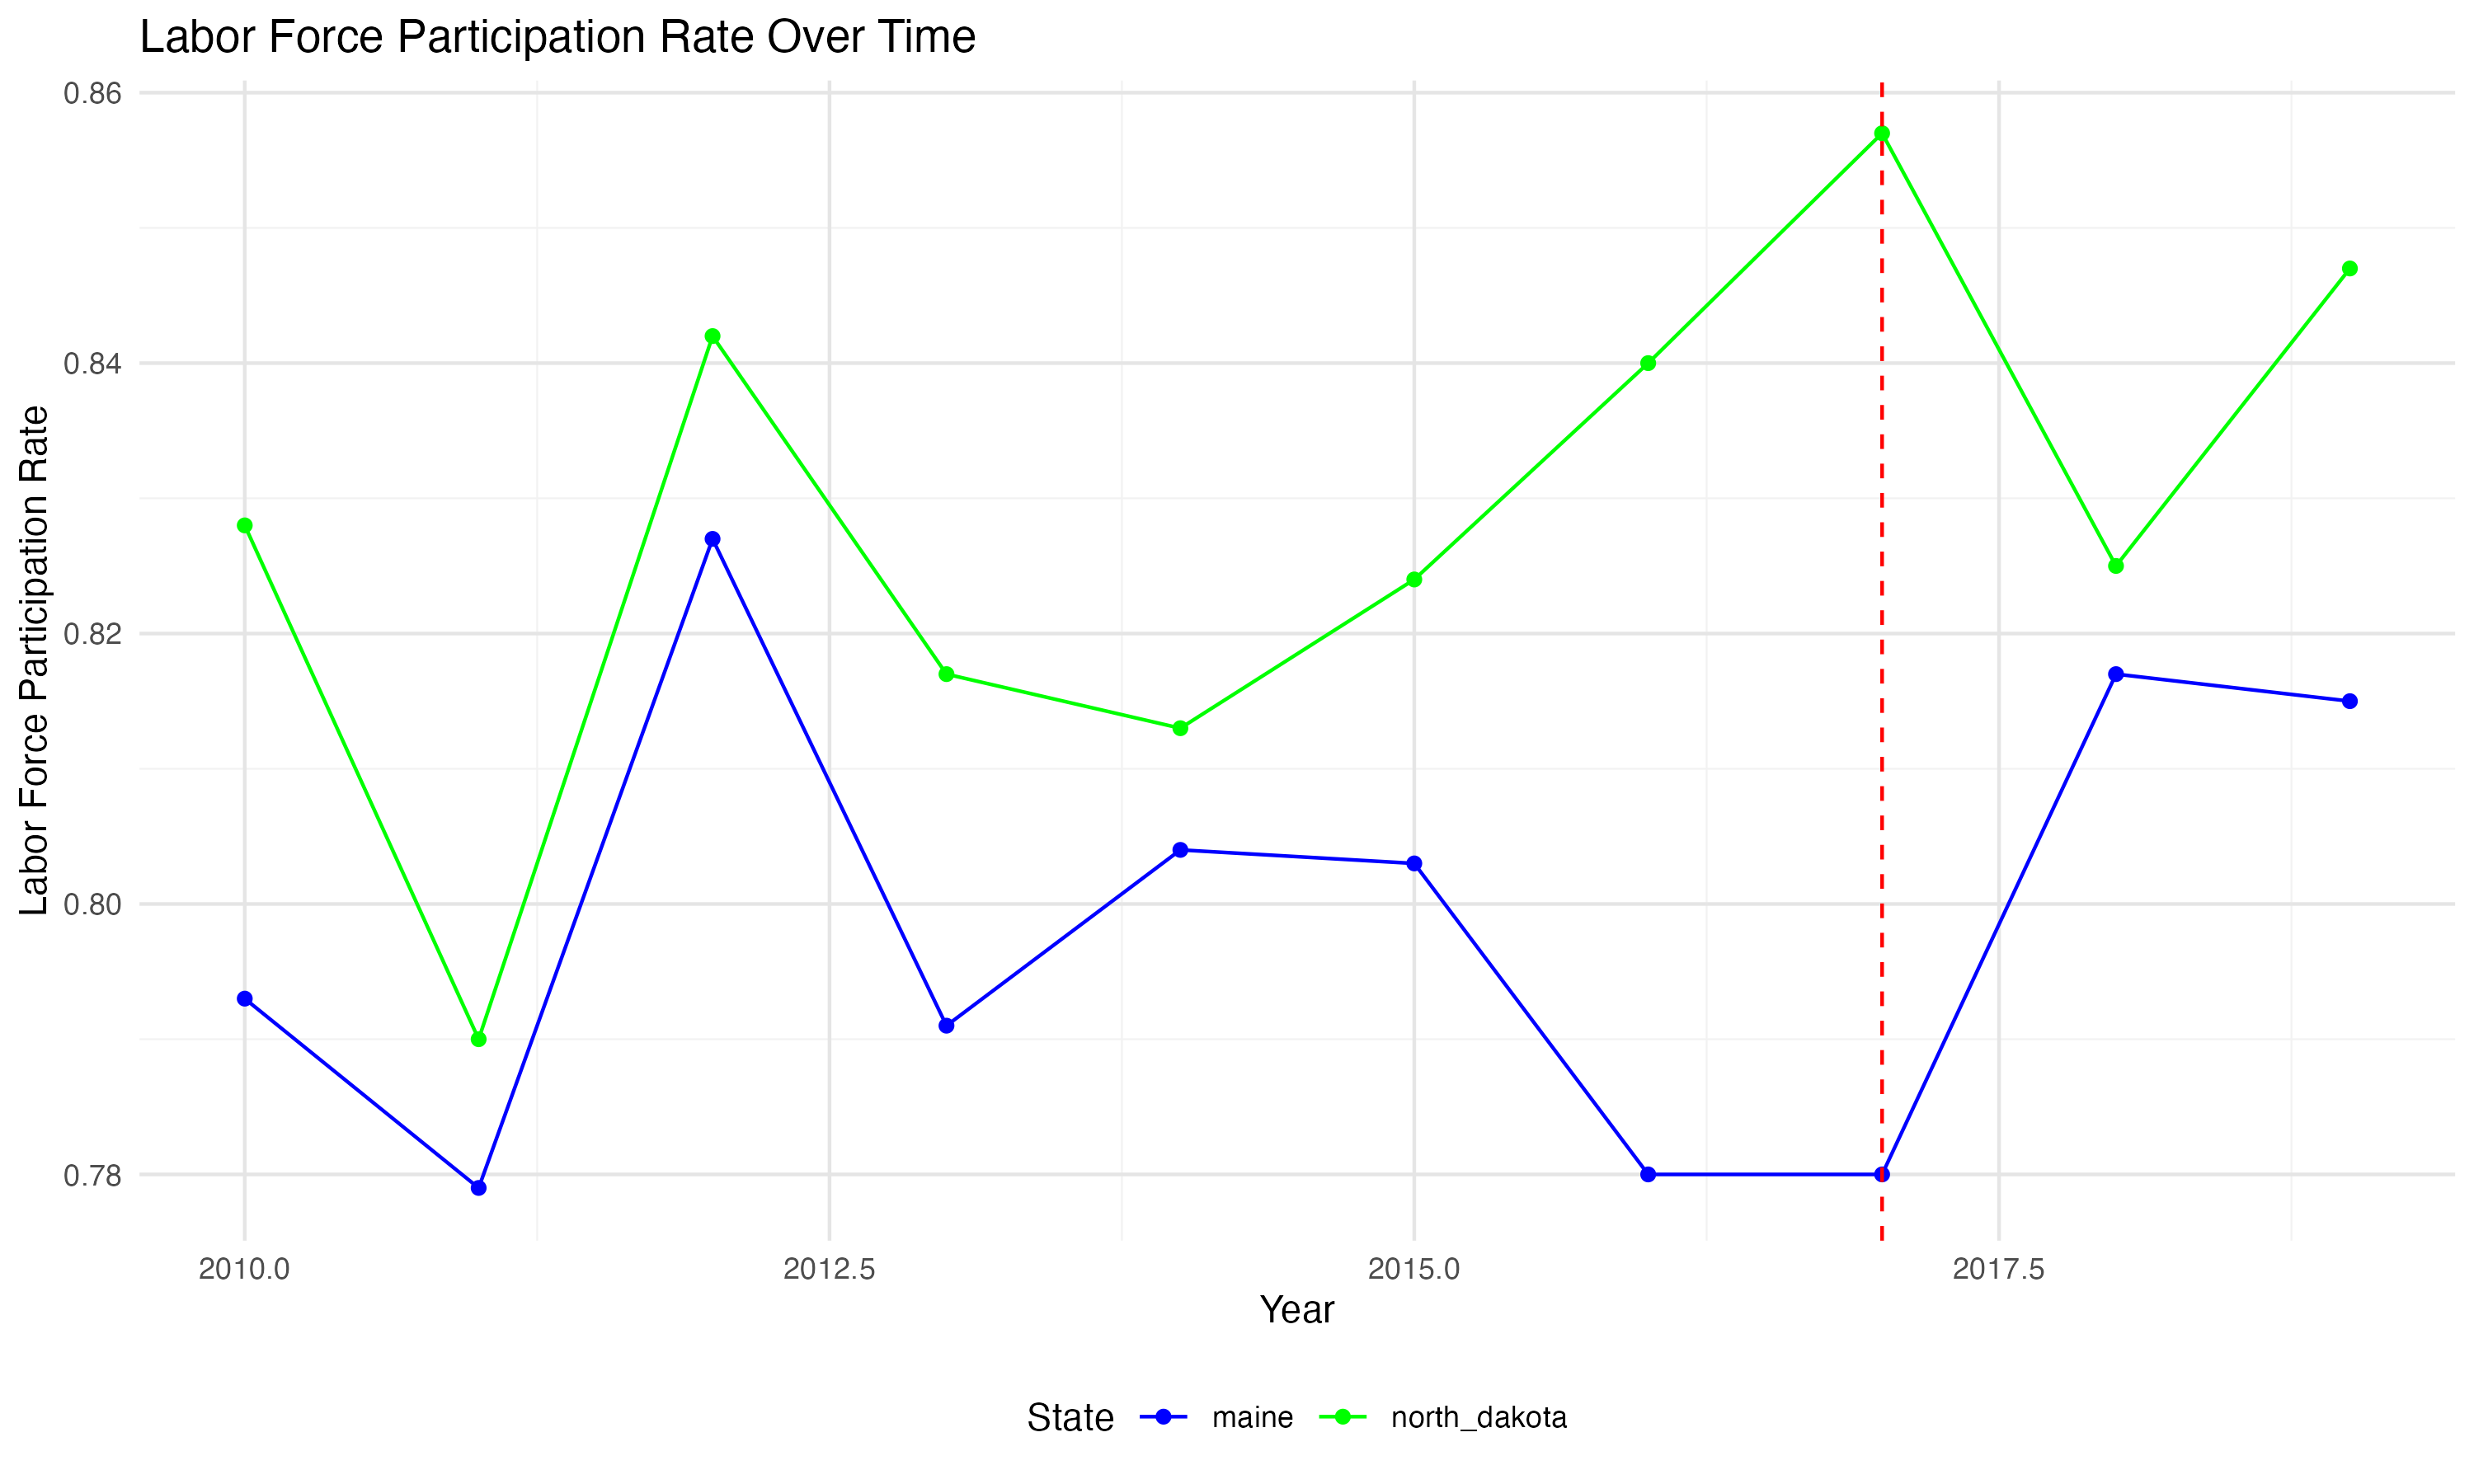 Labor Force Participation Rate Over Time
Labor Force Participation Rate
0.86
0.84
0.82
0.80
0.78
2010.0 2012.5 2015.0 2017.5
Year
State maine north_dakota